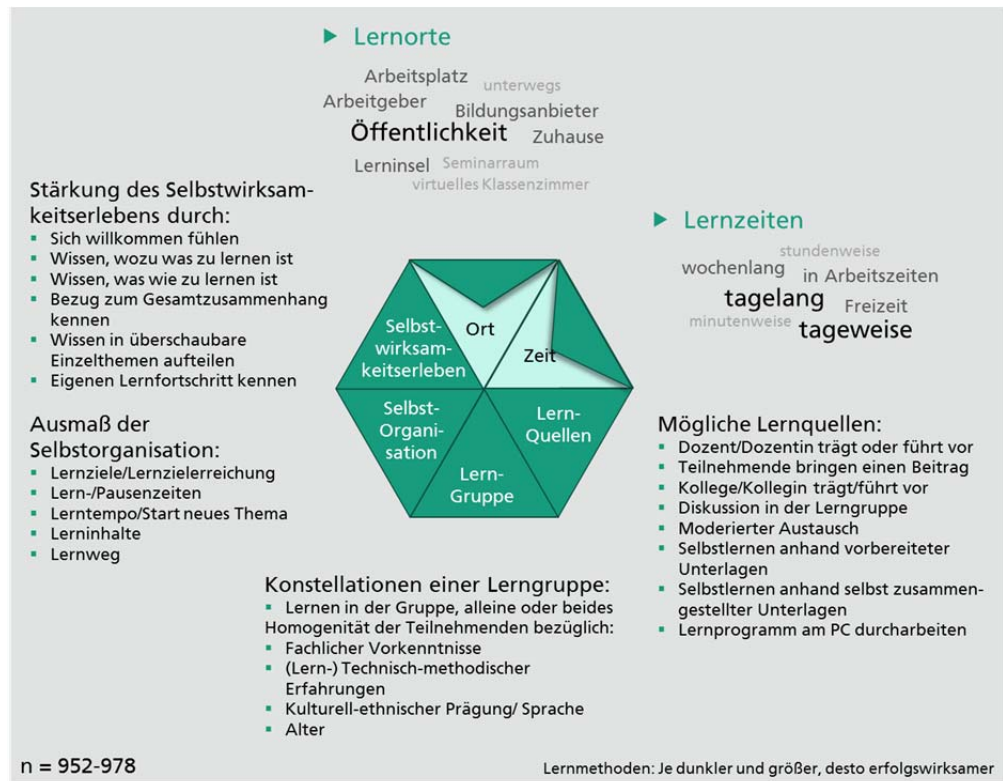 ▶ Lernorte
Arbeitsplatz
unterwegs
Arbeitgeber
Bildungsanbieter
Öffentlichkeit
Zuhause
Lerninsel
Seminarraum
virtuelles Klassenzimmer
Stärkung des Selbstwirksam-
keitserlebens durch:
▪ Sich willkommen fühlen
▪ Wissen, wozu was zu lernen ist
▪ Wissen, was wie zu lernen ist
▪ Bezug zum Gesamtzusammenhang
kennen
▪ Wissen in überschaubare
Einzelthemen aufteilen
▪ Eigenen Lernfortschritt kennen
▶ Lernzeiten
stundenweise
wochenlang
in Arbeitszeiten
tagelang
Freizeit
minutenweise
tageweise
Selbst-
wirksam-
keitserleben
Ort
Zeit
Selbst-
Organi-
sation
Lern-
Gruppe
Lern-
Quellen
Ausmaß der
Selbstorganisation:
▪ Lernziele/Lernzielerreichung
▪ Lern-/Pausenzeiten
▪ Lerntempo/Start neues Thema
▪ Lerninhalte
▪ Lernweg
Mögliche Lernquellen:
▪ Dozent/Dozentin trägt oder führt vor
▪ Teilnehmende bringen einen Beitrag
▪ Kollege/Kollegin trägt/führt vor
▪ Diskussion in der Lerngruppe
▪ Moderierter Austausch
▪ Selbstlernen anhand vorbereiteter
Unterlagen
▪ Selbstlernen anhand selbst zusammen-
gestellter Unterlagen
▪ Lernprogramm am PC durcharbeiten
Konstellationen einer Lerngruppe:
▪ Lernen in der Gruppe, alleine oder beides
Homogenität der Teilnehmenden bezüglich:
▪ Fachlicher Vorkenntnisse
▪ (Lern-) Technisch-methodischer
Erfahrungen
▪ Kulturell-ethnischer Prägung/ Sprache
▪ Alter
n = 952-978
Lernmethoden: Je dunkler und größer, desto erfolgswirksamer